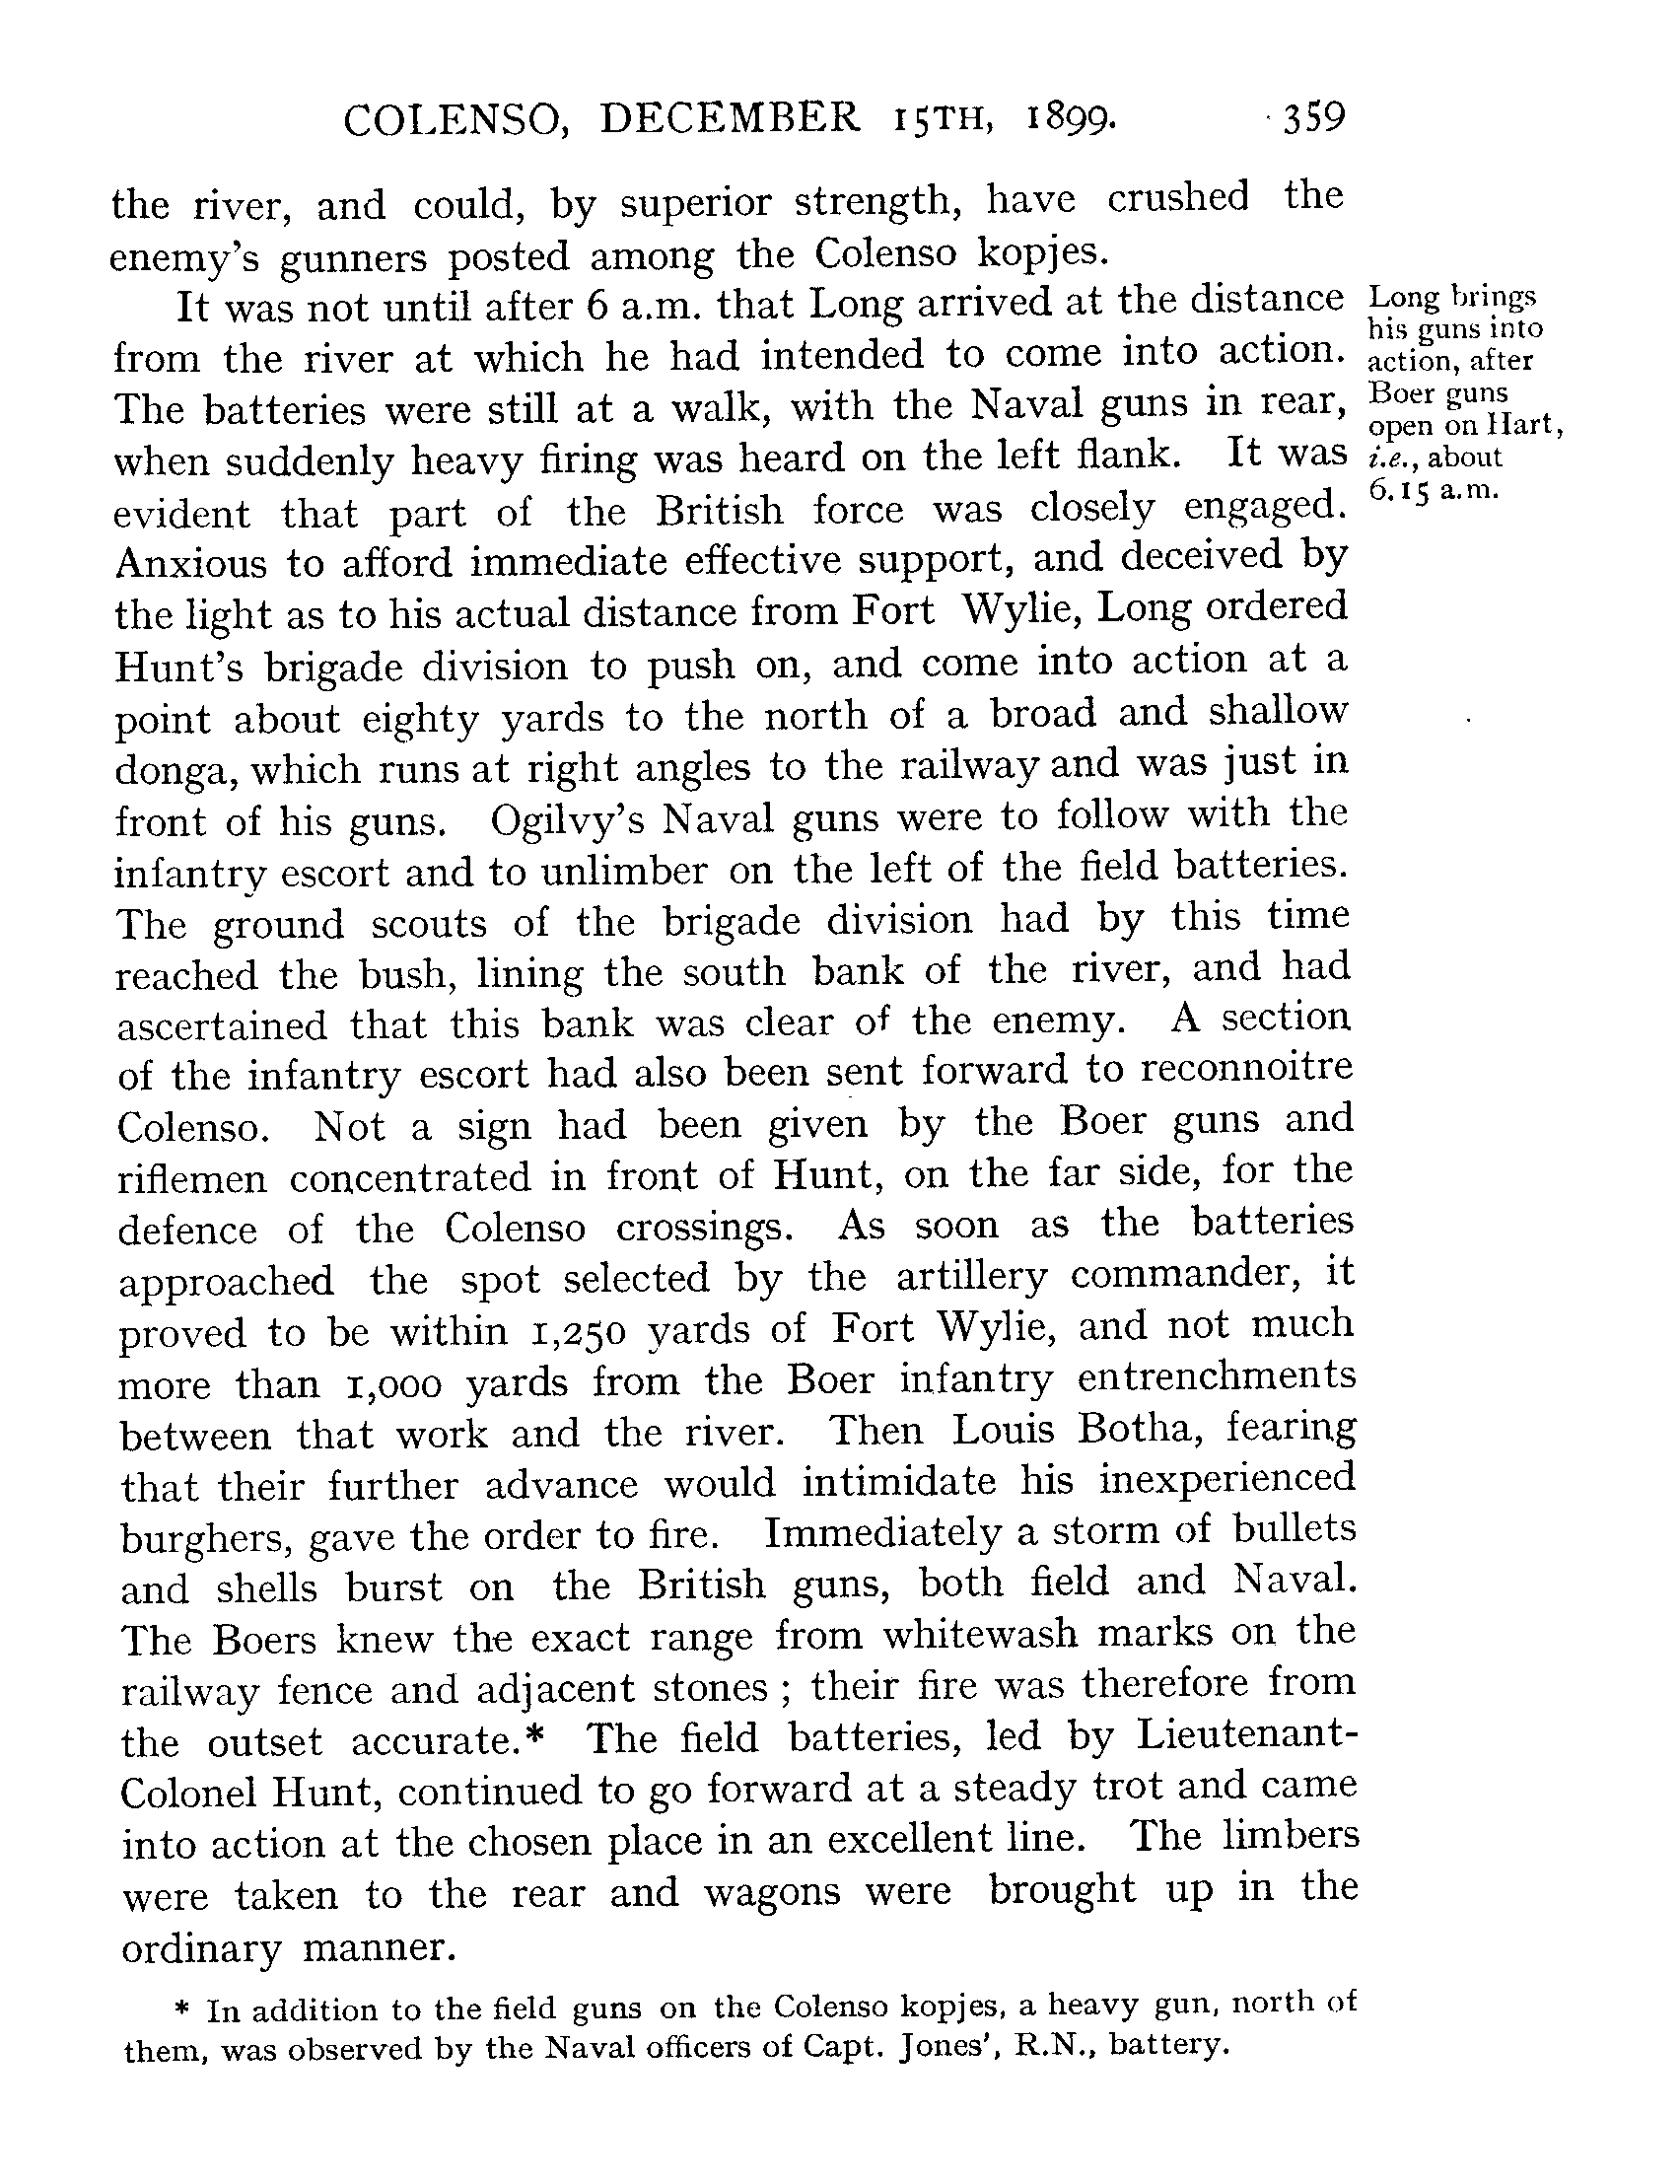 COLENSO, DECEMBER 15TH, 1899. 359
the river, and could, by superior strength, have crushed the
enemy's gunners posted among the Colenso kopjes.
It was not until after 6 a.m. that Long arrived at the distance
from the river at which he had intended to come into action.
The batteries were still at a walk, with the Naval guns in rear,
when suddenly heavy firing was heard on the left flank. It was
evident that part of the British force was closely engaged.
Anxious to afford immediate effective support, and deceived by
the light as to his actual distance from Fort Wylie, Long ordered
Hunt's brigade division to push on, and come into action at a
point about eighty yards to the north of a broad and shallow
donga, which runs at right angles to the railway and was just in
front of his guns. Ogilvy's Naval guns were to follow with the
infantry escort and to unlimber on the left of the field batteries.
The ground scouts of the brigade division had by this time
reached the bush, lining the south bank of the river, and had
ascertained that this bank was clear of the enemy. A section
of the infantry escort had also been sent forward to reconnoitre
Colenso. Not a sign had been given by the Boer guns and
riflemen concentrated in front of Hunt, on the far side, for the
defence of the Colenso crossings. As soon as the batteries
approached the spot selected by the artillery commander, it
proved to be within 1,250 yards of Fort Wylie, and not much
more than 1,000 yards from the Boer infantry entrenchments
between that work and the river. Then Louis Botha, fearing
that their further advance would intimidate his inexperienced
burghers, gave the order to fire. Immediately a storm of bullets
and shells burst on the British guns, both field and Naval.
The Boers knew the exact range from whitewash marks on the
railway fence and adjacent stones ; their fire was therefore from
the outset accurate.* The field batteries, led by Lieutenant-
Colonel Hunt, continued to go forward at a steady trot and came
into action at the chosen place in an excellent line. The limbers
were taken to the rear and wagons were brought up in the
ordinary manner.
Long brings
his guns into
action, after
Boer guns
open on Hart,
i.e., about
6.15 a.m.
* In addition to the field guns on the Colenso kopjes, a heavy gun, north of
them, was observed by the Naval officers of Capt. Jones', R.N., battery.